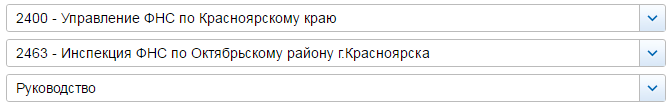 2400 - Управление ФНС по Красноярскому краю
2463 - Инспекция ФНС по Октябрьскому району г.Красноярска
Руководство